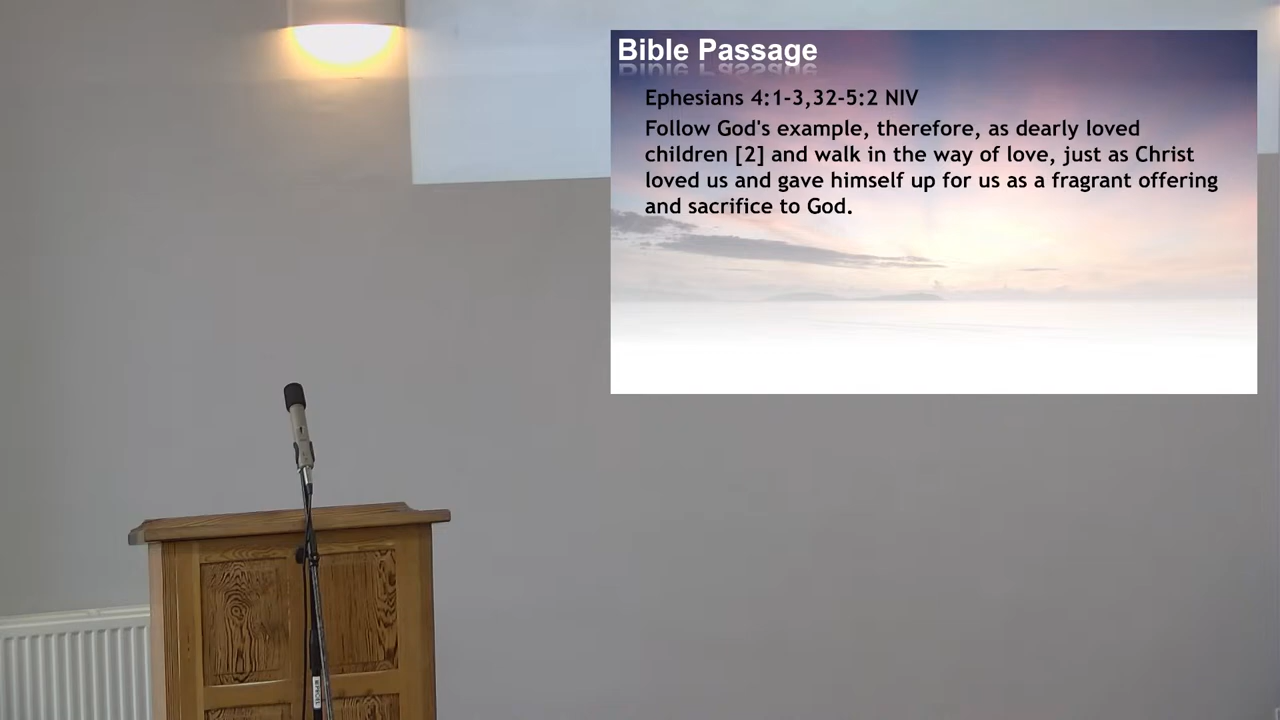 Bible Passage
Ephesians 4:1-3,32-5:2 NIV
Follow God's example, therefore, as dearly loved
children [2] and walk in the way of love, just as Christ
loved us and gave himself up for us as a fragrant offering
and sacrifice to God.